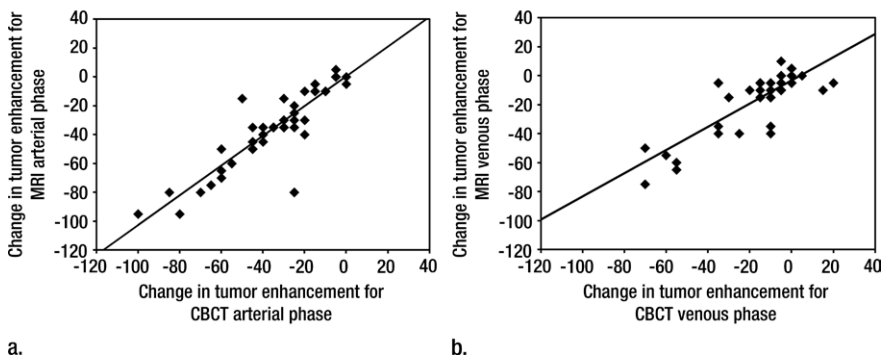 Change in tumor enhancement for
MRI arterial phase
40
20
0
-20
-40
-60
-80
-100
-120
-120 -100 -80 -60 -40 -20 0 20 40
Change in tumor enhancement for
CBCT arterial phase
a.
Change in tumor enhancement for
MRI venous phase
40
20
0
-20
-40
-60
-80
-100
-120
-120 -100 -80 -60 -40 -20 0 20 40
Change in tumor enhancement for
CBCT venous phase
b.